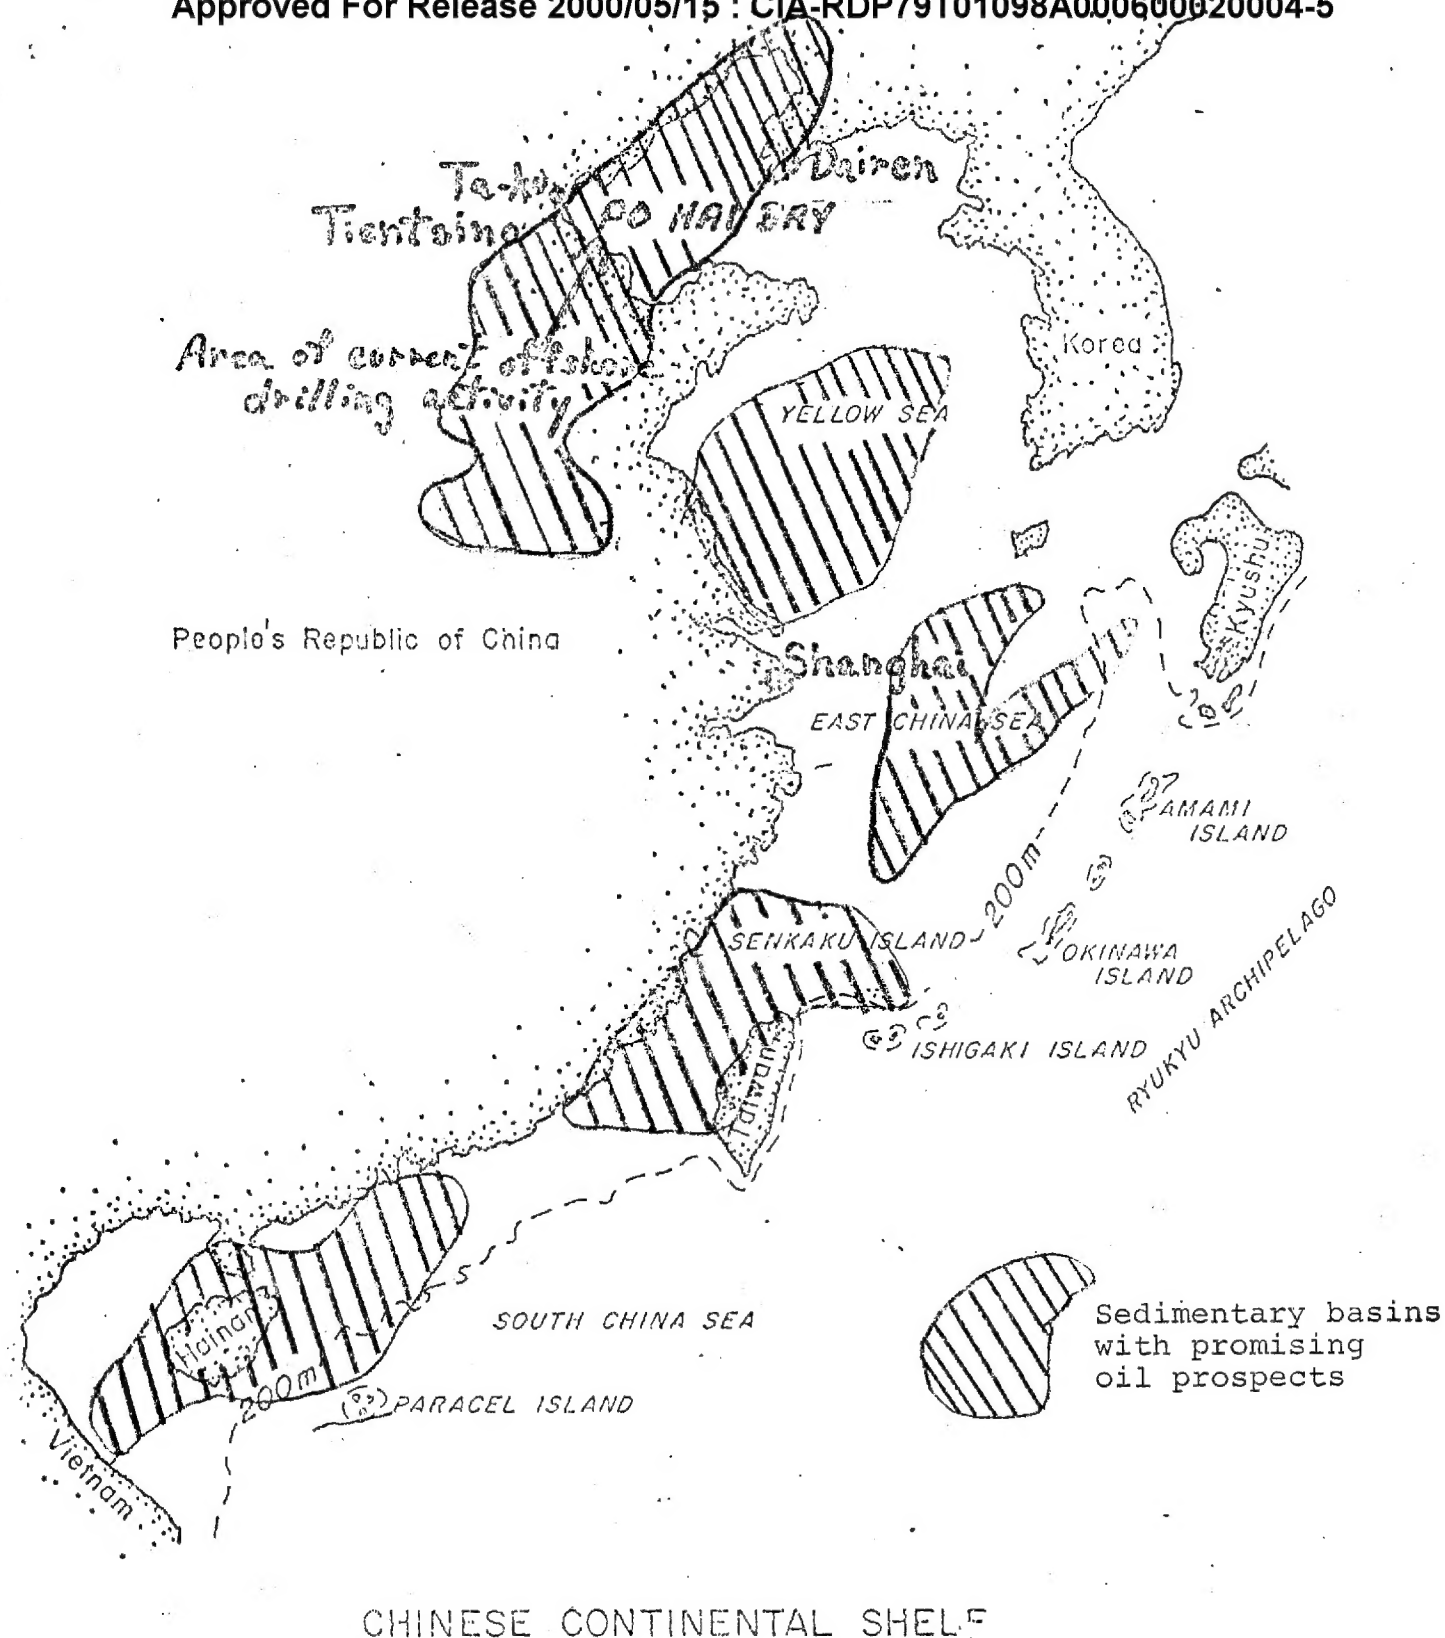 Approved For Release 2000/05/15 : CIA-RDP79T01098A000600020004-5
Ta-ku
Dairen
Tientsing
PO HAI BAY
Area of current offshore
drilling activity
Korea
YELLOW SEA
Kyushu
People's Republic of China
Shanghai
EAST CHINA SEA
AMAMI
ISLAND
200m
SENKAKU ISLAND
OKINAWA
ISLAND
RYUKYU ARCHIPELAGO
ISHIGAKI ISLAND
Taiwan
Hainan
SOUTH CHINA SEA
200m
PARACEL ISLAND
Vietnam
Sedimentary basins
with promising
oil prospects
CHINESE CONTINENTAL SHELF